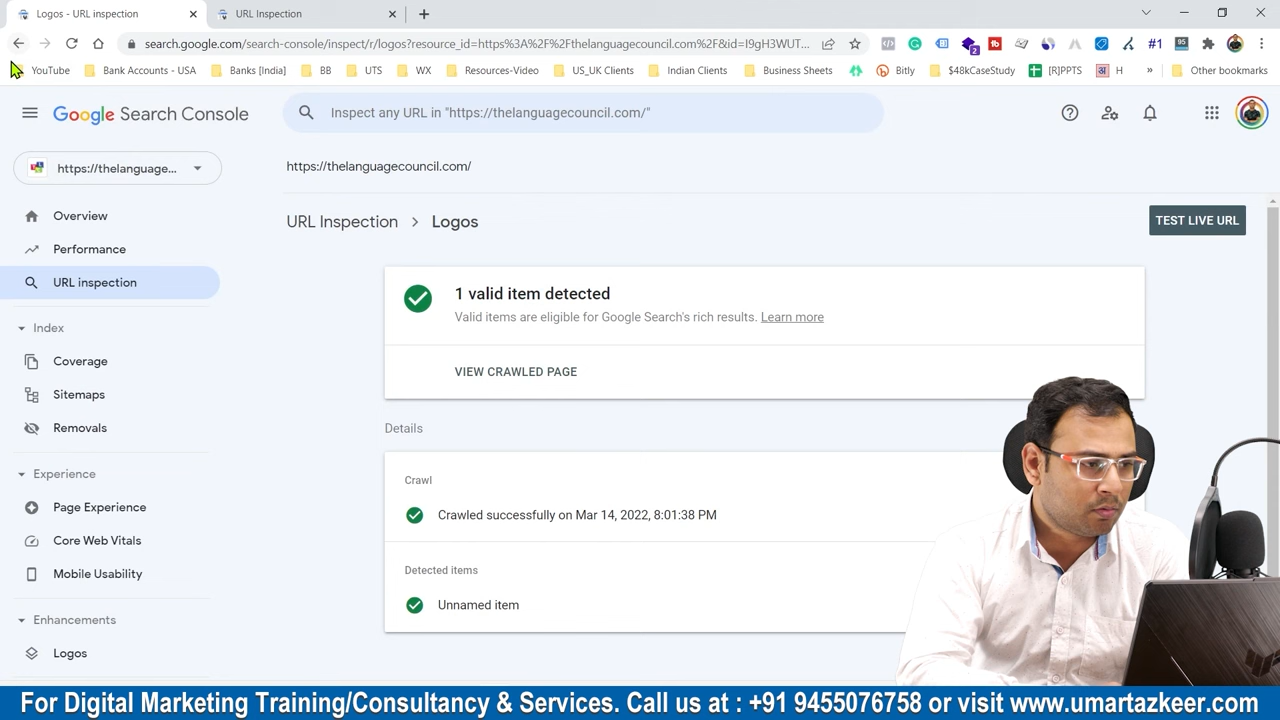 Logos - URL inspection
URL Inspection
search.google.com/search-console/inspect/r/logos?resource_id=https%3A%2F%2Fthelanguagecouncil.com%2F&id=0gH3WUT...
YouTube
Bank Accounts - USA
Banks [India]
BR
UTS
WX
Resources-Video
US_UK Clients
Indian Clients
Business Sheets
Bitly
$48kCaseStudy
[R]PPTS
H
Other bookmarks
Google Search Console
Inspect any URL in "https://thelanguagecouncil.com/"
https://thelanguage...
https://thelanguagecouncil.com/
Overview
Performance
URL inspection
Index
Coverage
Sitemaps
Removals
Experience
Page Experience
Core Web Vitals
Mobile Usability
Enhancements
Logos
URL Inspection > Logos
TEST LIVE URL
1 valid item detected
Valid items are eligible for Google Search's rich results. Learn more
VIEW CRAWLED PAGE
Details
Crawl
Crawled successfully on Mar 14, 2022, 8:01:38 PM
Detected items
Unnamed item
For Digital Marketing Training/Consultancy & Services. Call us at : +91 9455076758 or visit www.umartazkeer.com